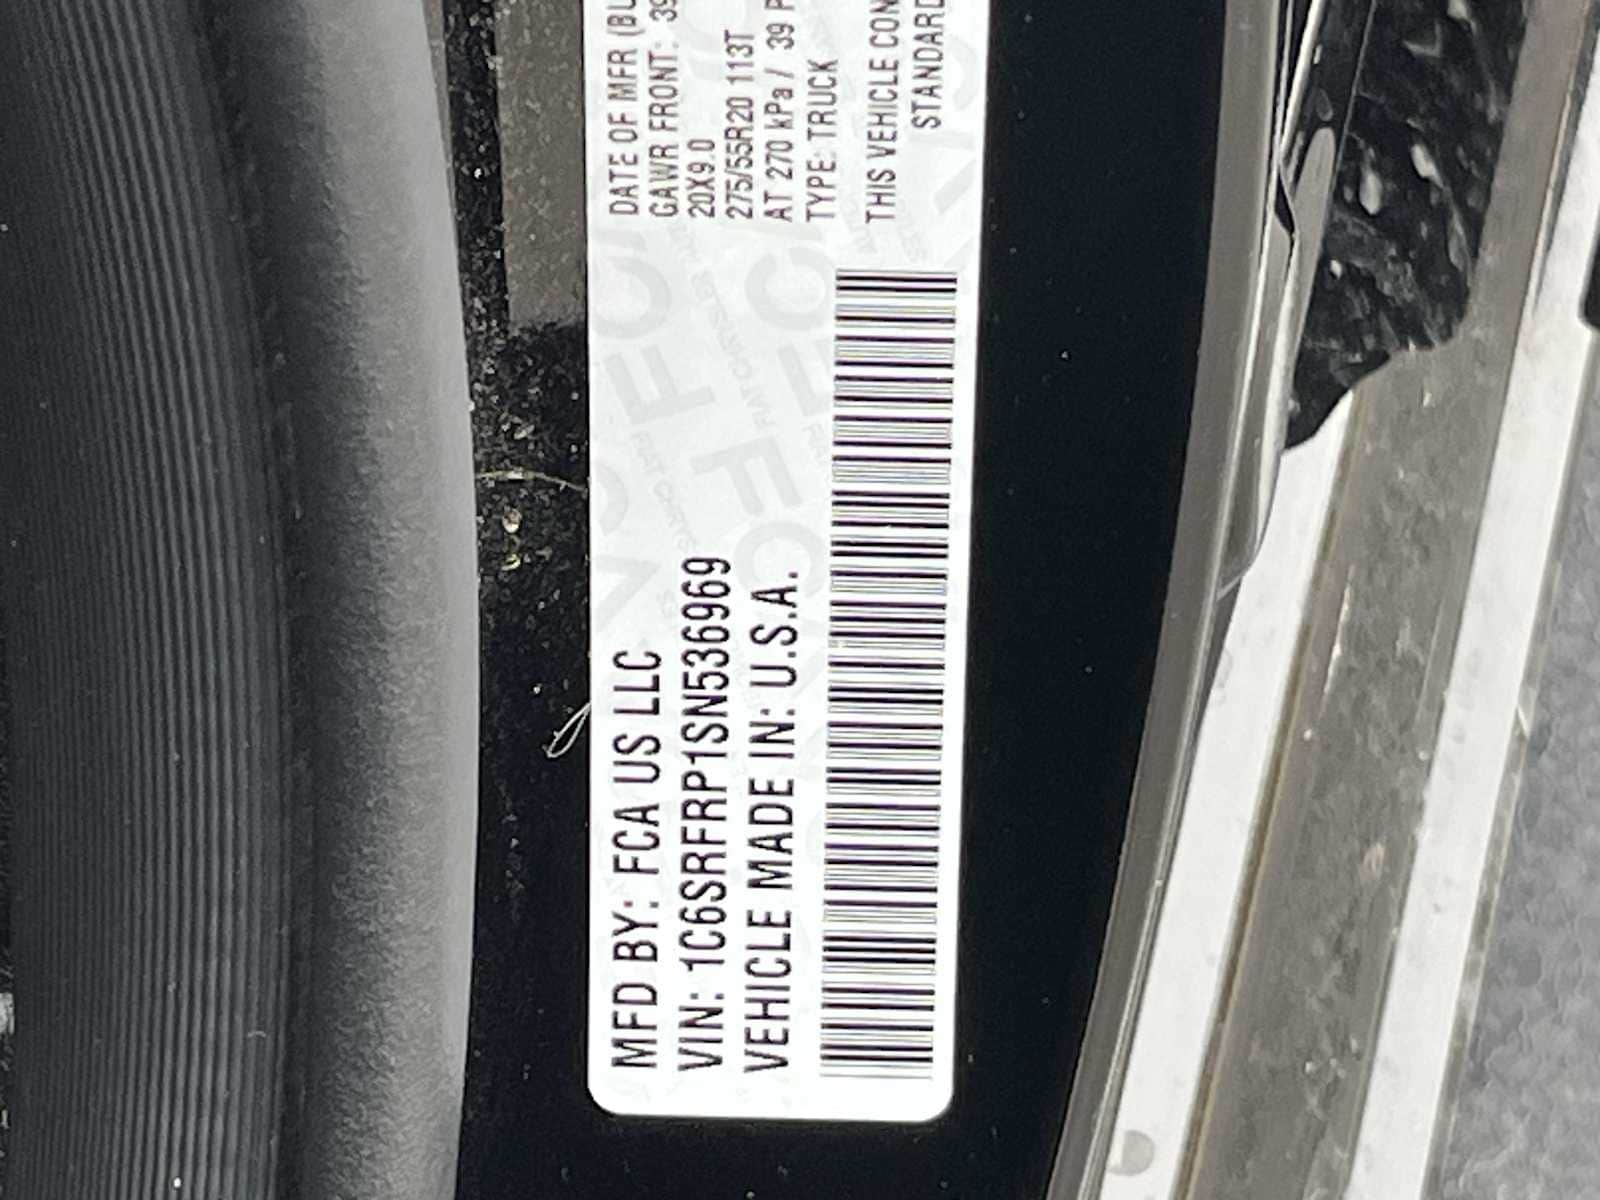 MFD BY: FCA US LLC
VIN: 1C6SRFRP1SN536969
VEHICLE MADE IN: U.S.A.
DATE OF MFR
GAWR FRONT:
20X9.0
275/55R20 113T
AT 270 kPa / 39
TYPE: TRUCK
THIS VEHICLE
STANDARD